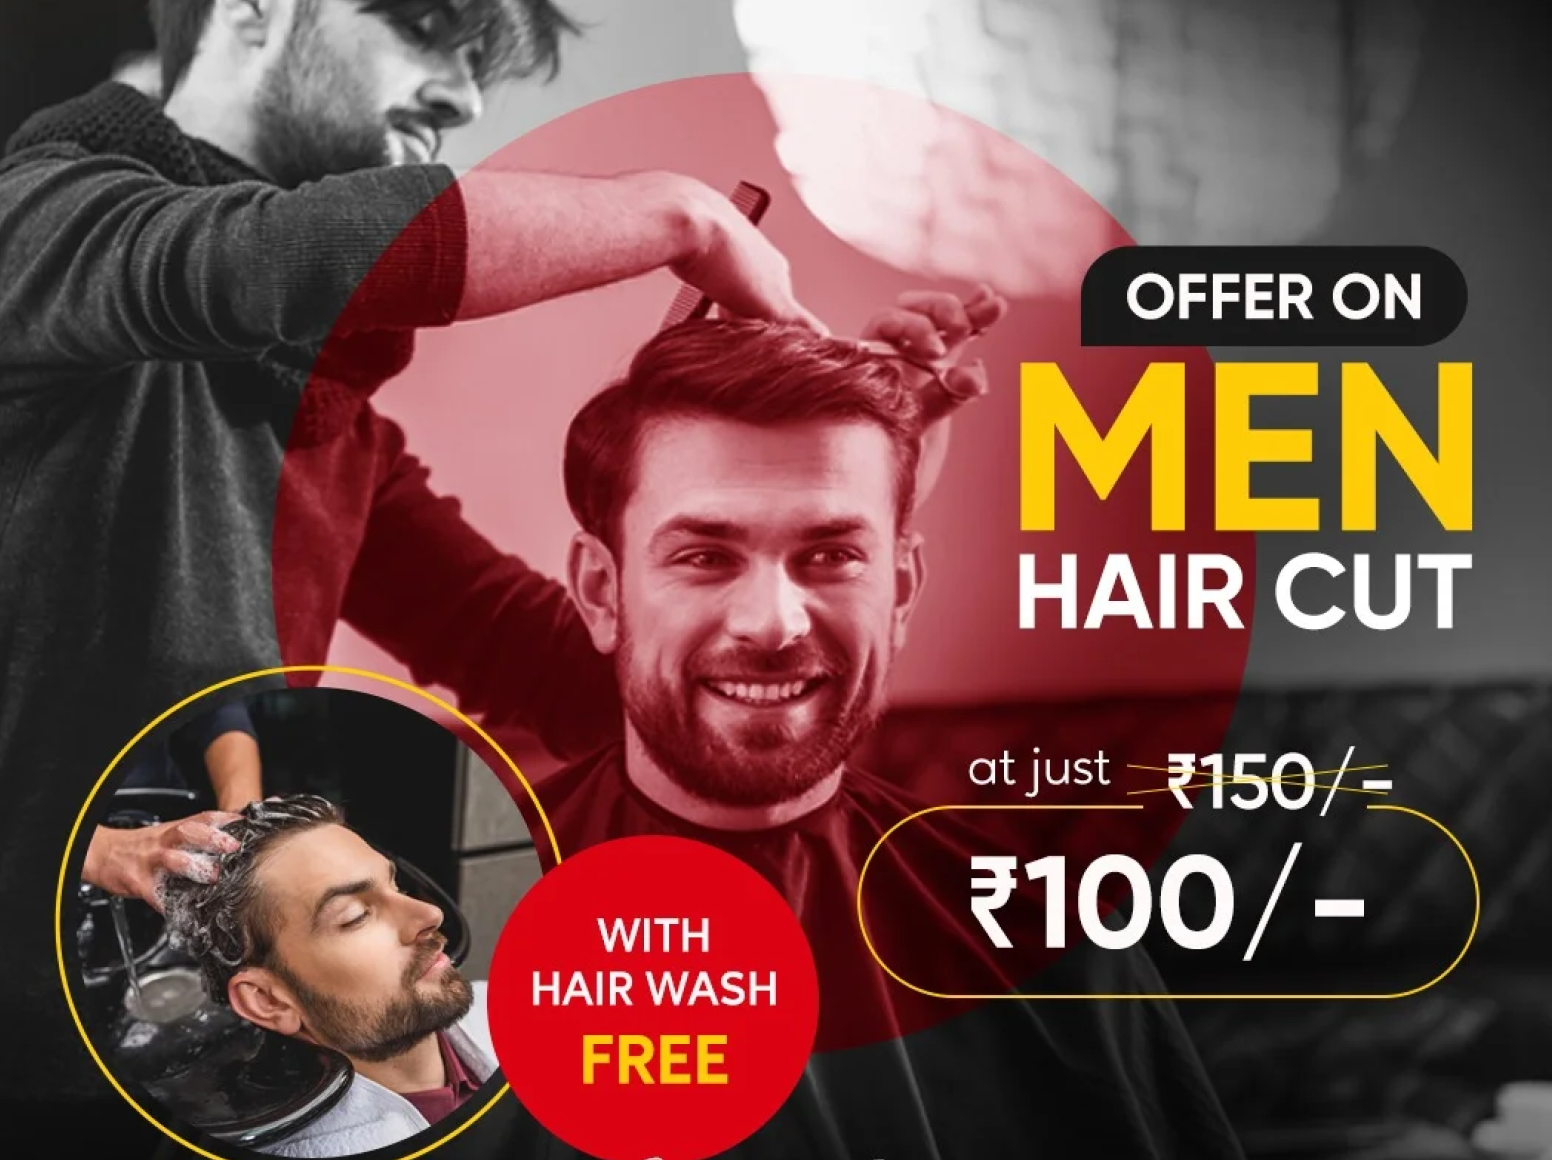 OFFER ON
MEN
HAIR CUT
at just ₹150/-
₹100/-
WITH
HAIR WASH
FREE